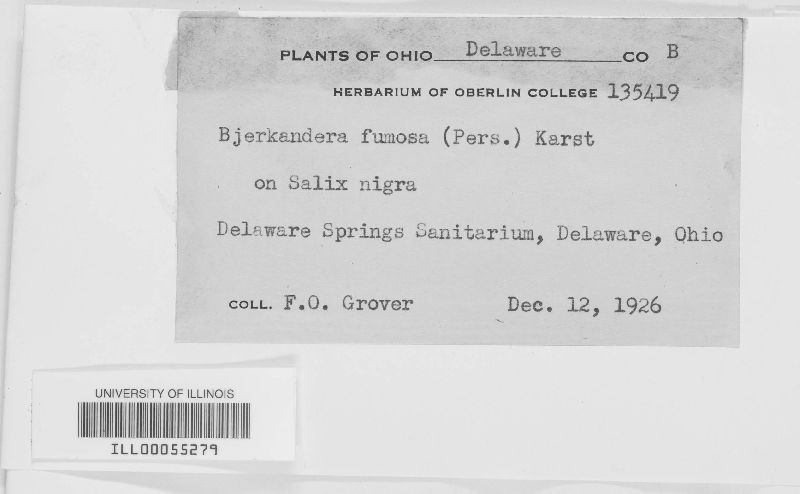 PLANTS OF OHIO Delaware CO B
HERBARIUM OF OBERLIN COLLEGE 135419
Bjerkandera fumosa (Pers.) Karst
on Salix nigra
Delaware Springs Sanitarium, Delaware, Ohio
COLL. F.O. Grover Dec. 12, 1926
UNIVERSITY OF ILLINOIS
ILL00055279